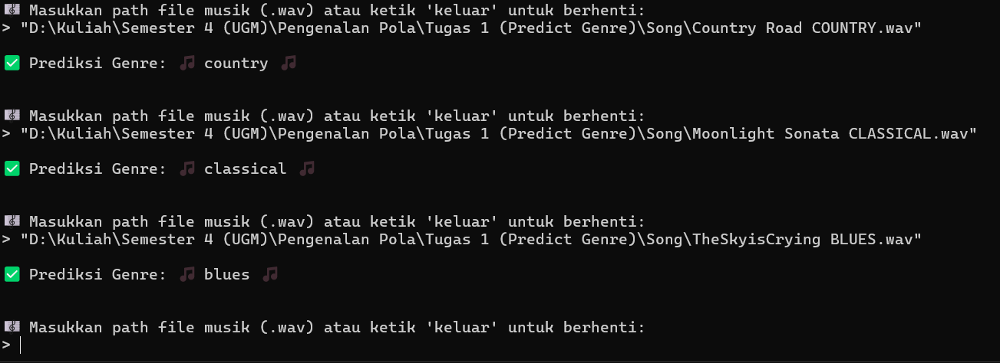 🎼 Masukkan path file musik (.wav) atau ketik 'keluar' untuk berhenti:
> "D:\Kuliah\Semester 4 (UGM)\Pengenalan Pola\Tugas 1 (Predict Genre)\Song\Country Road COUNTRY.wav"
✅ Prediksi Genre: 🎵 country 🎵
🎼 Masukkan path file musik (.wav) atau ketik 'keluar' untuk berhenti:
> "D:\Kuliah\Semester 4 (UGM)\Pengenalan Pola\Tugas 1 (Predict Genre)\Song\Moonlight Sonata CLASSICAL.wav"
✅ Prediksi Genre: 🎵 classical 🎵
🎼 Masukkan path file musik (.wav) atau ketik 'keluar' untuk berhenti:
> "D:\Kuliah\Semester 4 (UGM)\Pengenalan Pola\Tugas 1 (Predict Genre)\Song\TheSkyisCrying BLUES.wav"
✅ Prediksi Genre: 🎵 blues 🎵
🎼 Masukkan path file musik (.wav) atau ketik 'keluar' untuk berhenti:
>